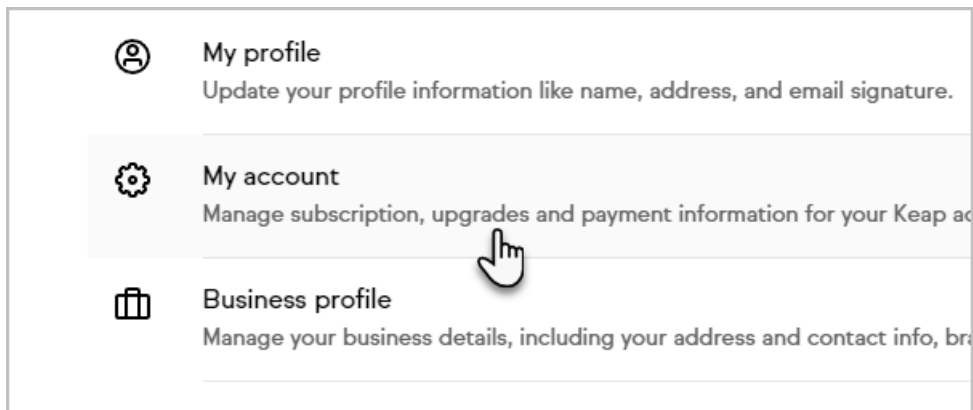 My profile
Update your profile information like name, address, and email signature.
My account
Manage subscription, upgrades and payment information for your Keap
Business profile
Manage your business details, including your address and contact info,